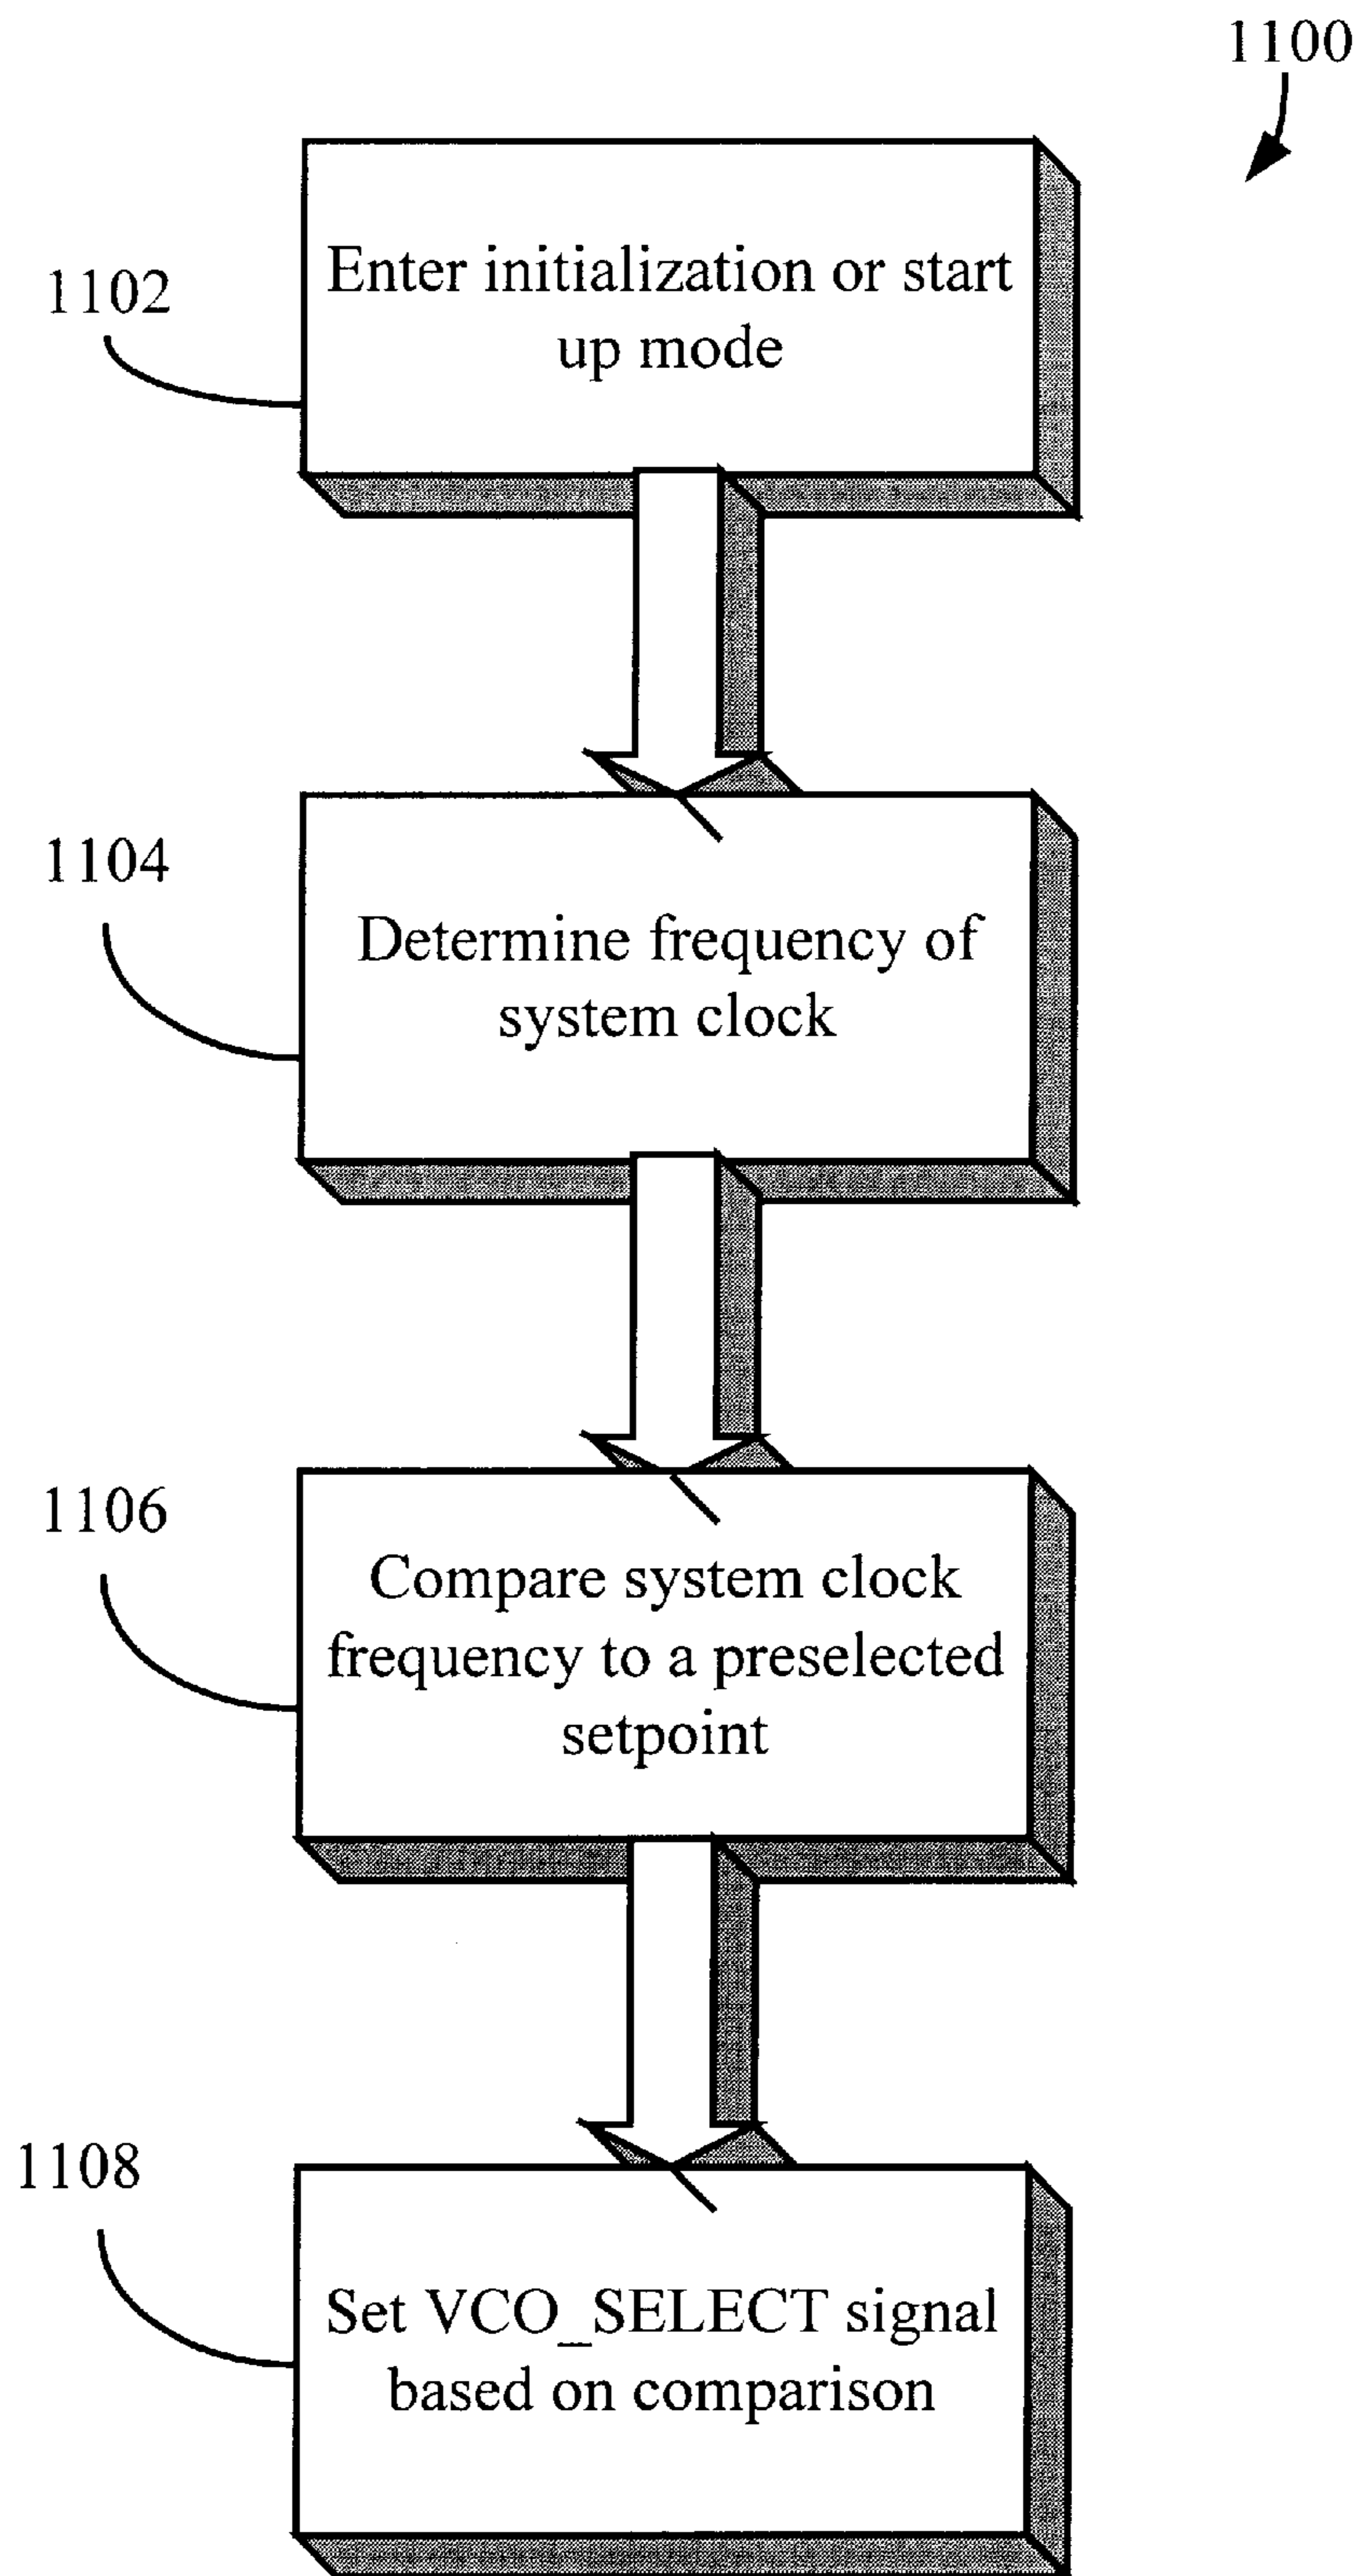 1100
1102
Enter initialization or start
up mode
1104
Determine frequency of
system clock
1106
Compare system clock
frequency to a preselected
setpoint
1108
Set VCO_SELECT signal
based on comparison